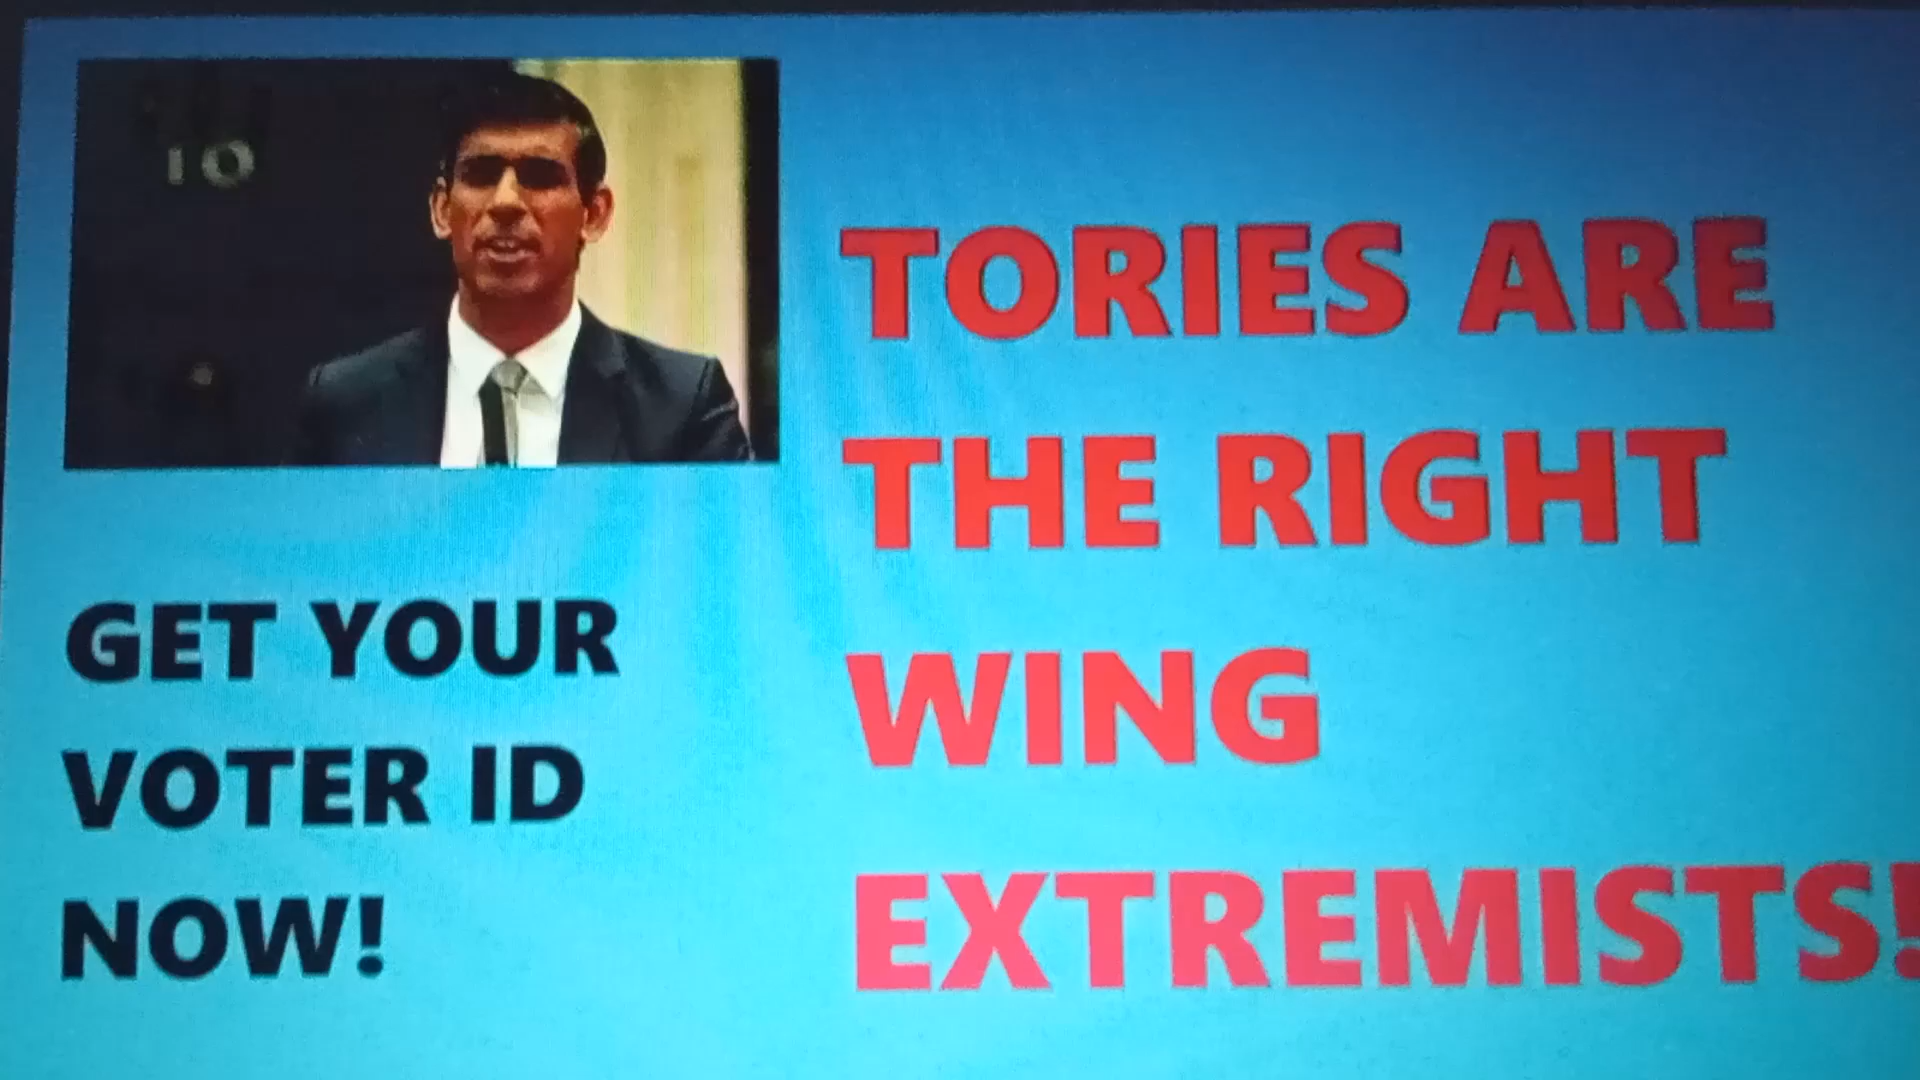 10
TORIES ARE
THE RIGHT
WING
EXTREMISTS!
GET YOUR
VOTER ID
NOW!